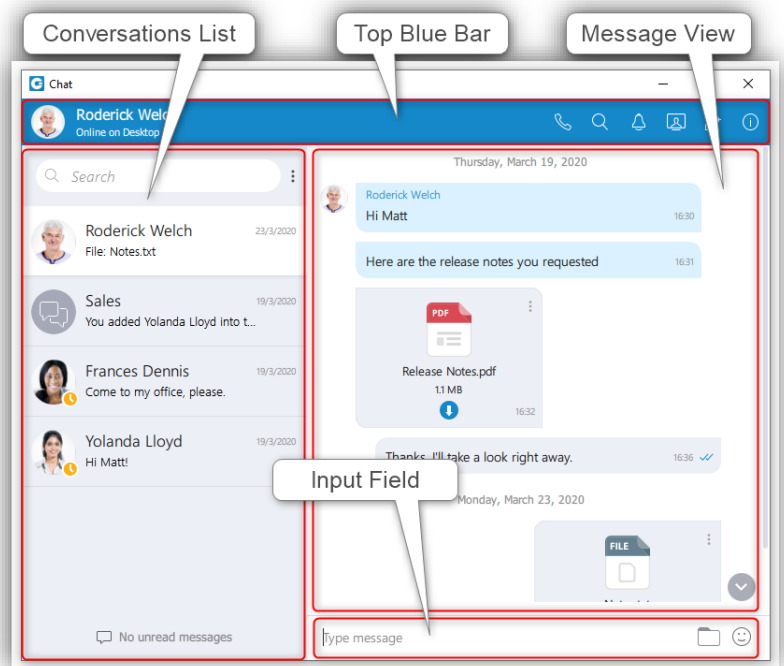 Conversations List
Top Blue Bar
Message View
Chat
Roderick Welc
Online on Desktop
Search
Roderick Welch
23/3/2020
File: Notes.txt
Sales
19/3/2020
You added Yolanda Lloyd into t...
Frances Dennis
19/3/2020
Come to my office, please.
Yolanda Lloyd
19/3/2020
Hi Matt!
No unread messages
Thursday, March 19, 2020
Roderick Welch
Hi Matt
16:30
Here are the release notes you requested
16:31
PDF
Release Notes.pdf
1.1 MB
16:32
Thanks, I'll take a look right away.
16:36
Input Field
Monday, March 23, 2020
FILE
Type message